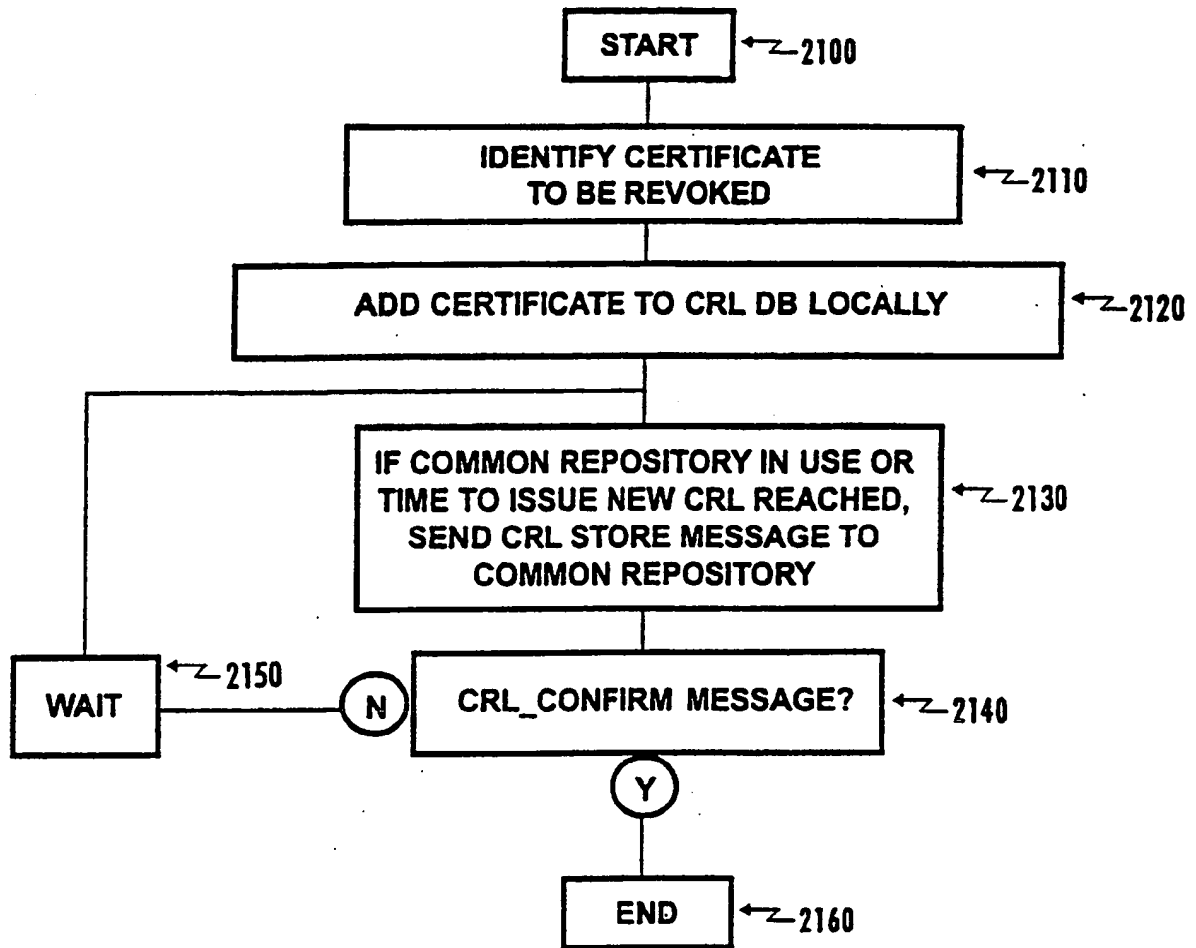 START
2100
IDENTIFY CERTIFICATE
TO BE REVOKED
2110
ADD CERTIFICATE TO CRL DB LOCALLY
2120
IF COMMON REPOSITORY IN USE OR
TIME TO ISSUE NEW CRL REACHED,
SEND CRL STORE MESSAGE TO
COMMON REPOSITORY
2130
WAIT
2150
N
CRL_CONFIRM MESSAGE?
2140
Y
END
2160